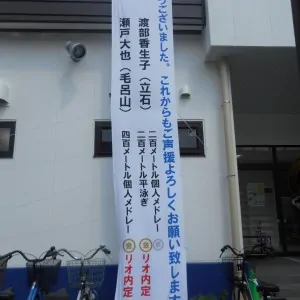 うございました。これからもご声援よろしくお願い致します
渡部香生子(立石) 二百メートル個人メドレー
二百メートル平泳ぎ 金 リオ内定
瀬戸大也(毛呂山) 四百メートル個人メドレー 金 リオ内定